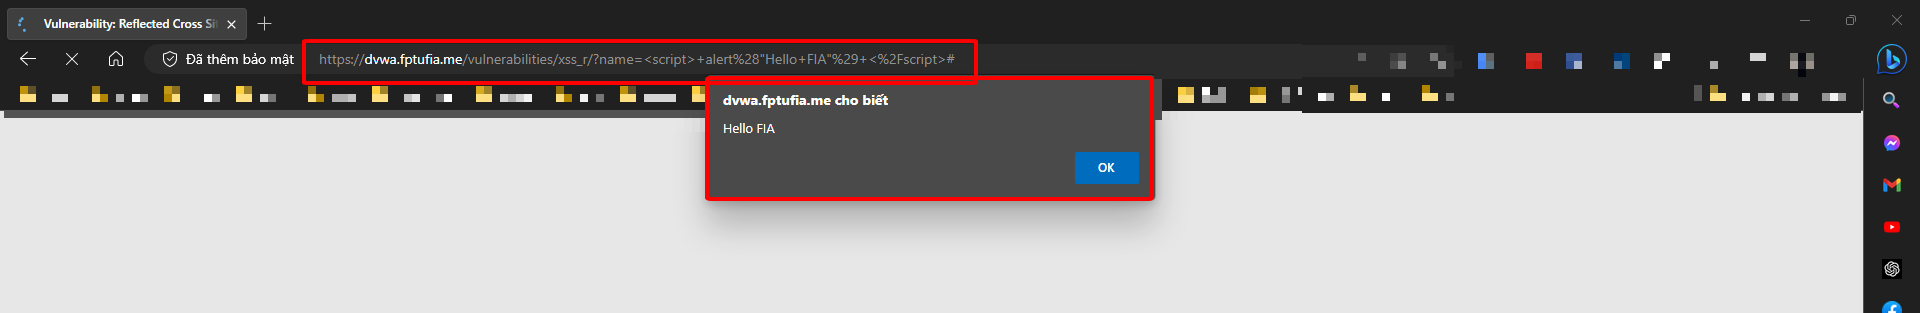 Vulnerability: Reflected Cross Si
Đã thêm bảo mật
https://dvwa.fptufia.me/vulnerabilities/xss_r/?name=<script>+alert%28"Hello+FIA"%29+<%2Fscript>#
dvwa.fptufia.me cho biết
Hello FIA
OK